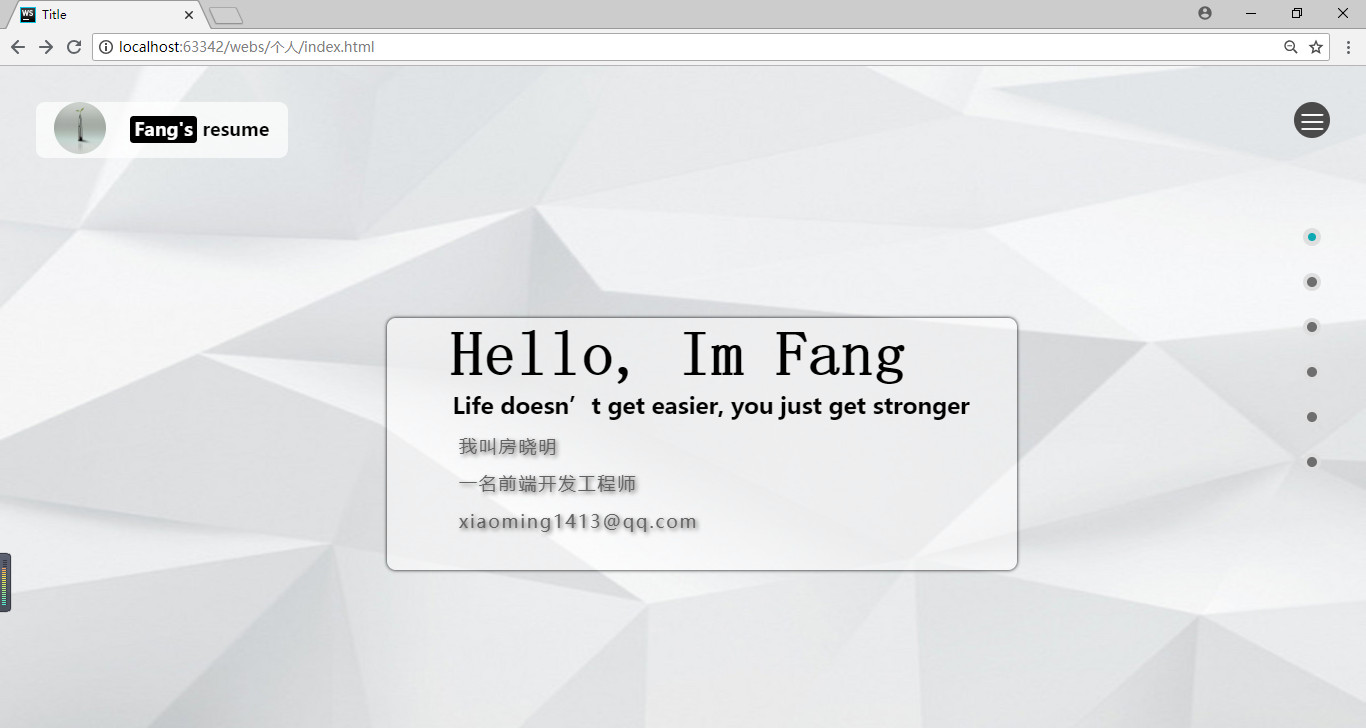 WS Title
localhost:63342/webs/个人/index.html
Fang's resume
Hello, Im Fang
Life doesn’t get easier, you just get stronger
我叫房晓明
一名前端开发工程师
xiaoming1413@qq.com